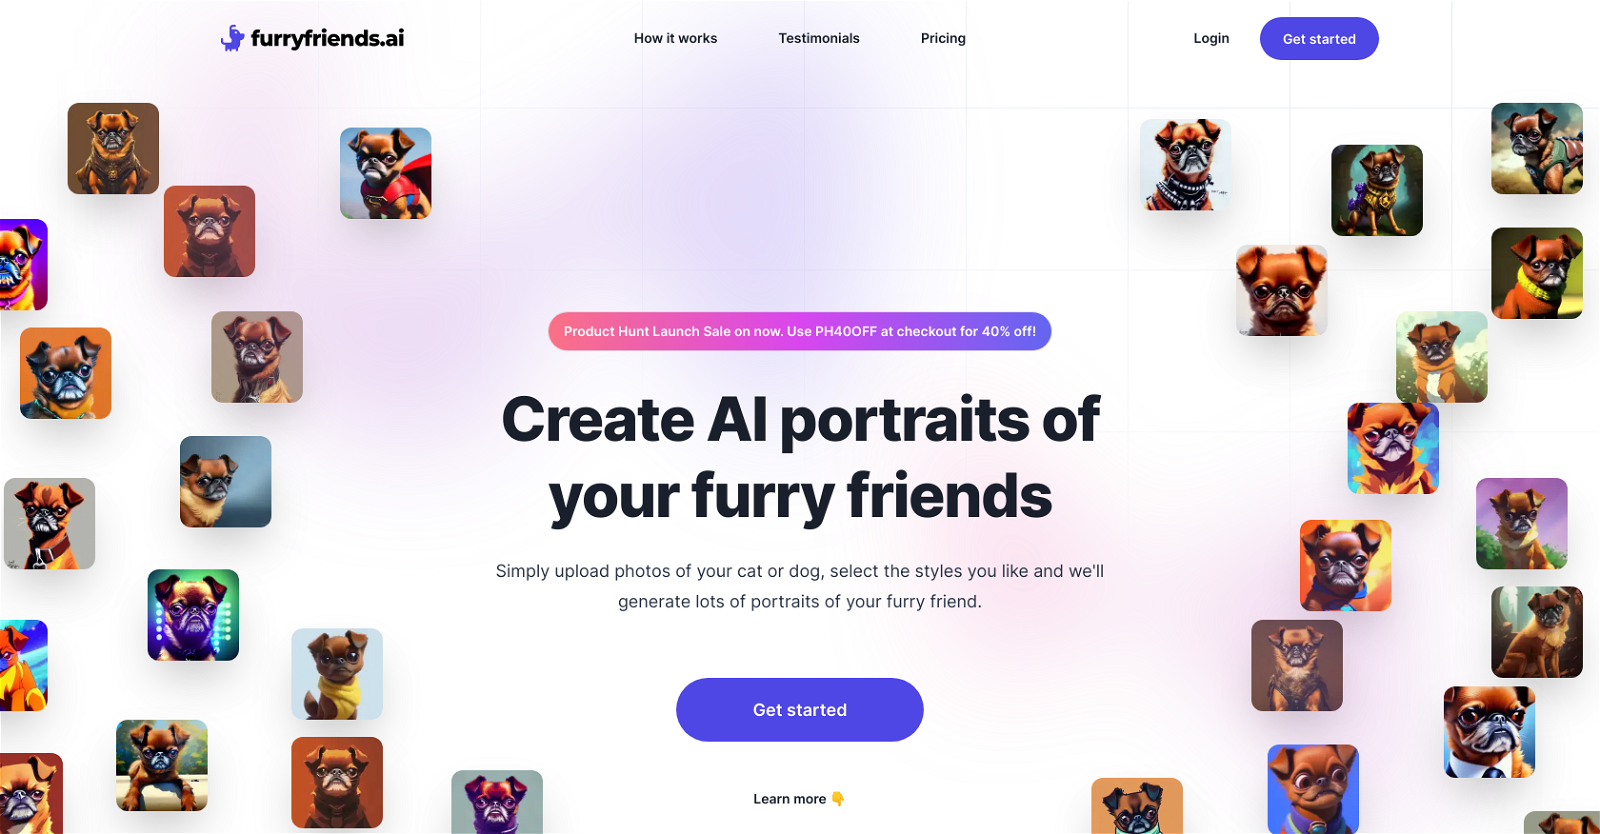 furryfriends.ai
How it works
Testimonials
Pricing
Login
Get started
Product Hunt Launch Sale on now. Use PH40OFF at checkout for 40% off!
Create AI portraits of
your furry friends
Simply upload photos of your cat or dog, select the styles you like and we'll
generate lots of portraits of your furry friend.
Get started
Learn more 👇